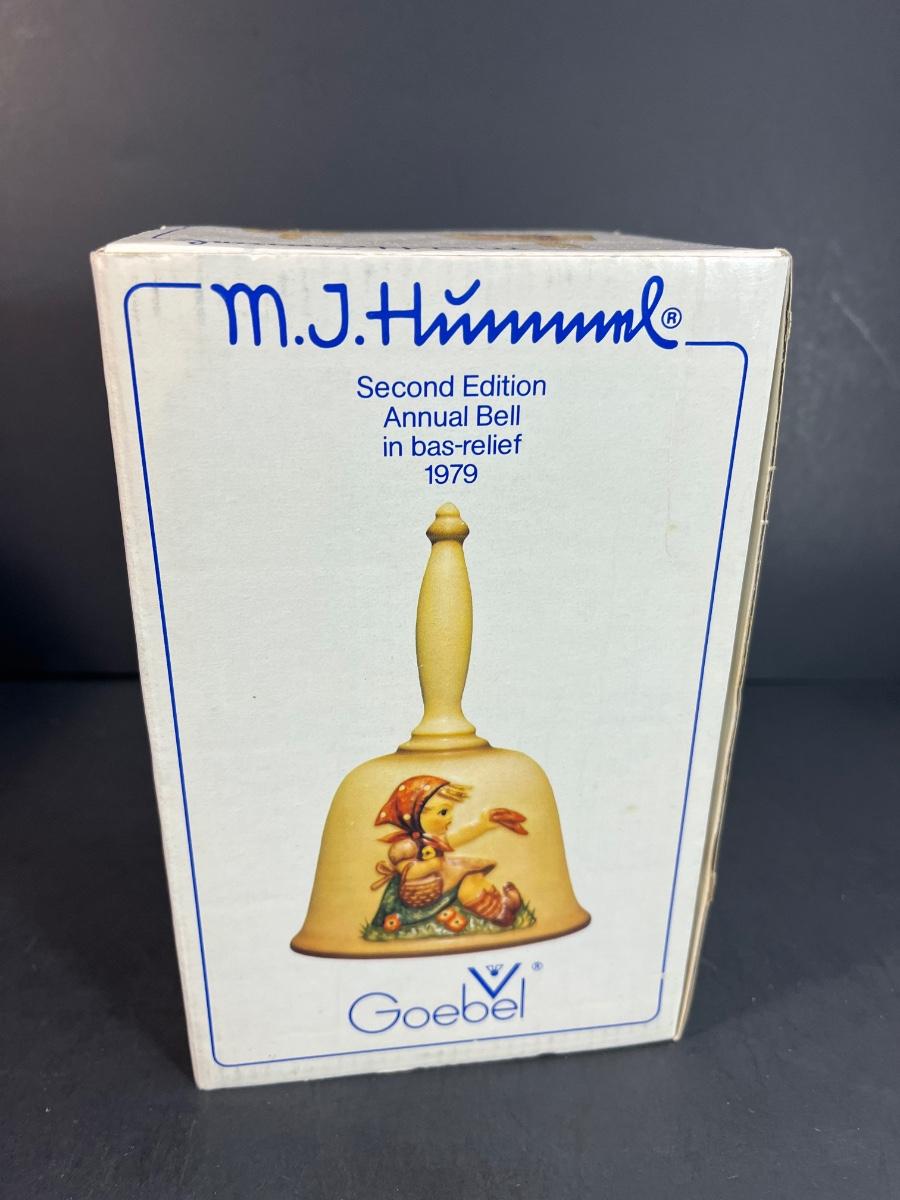 M.J.Hummel®
Second Edition
Annual Bell
in bas-relief
1979
Goebel®